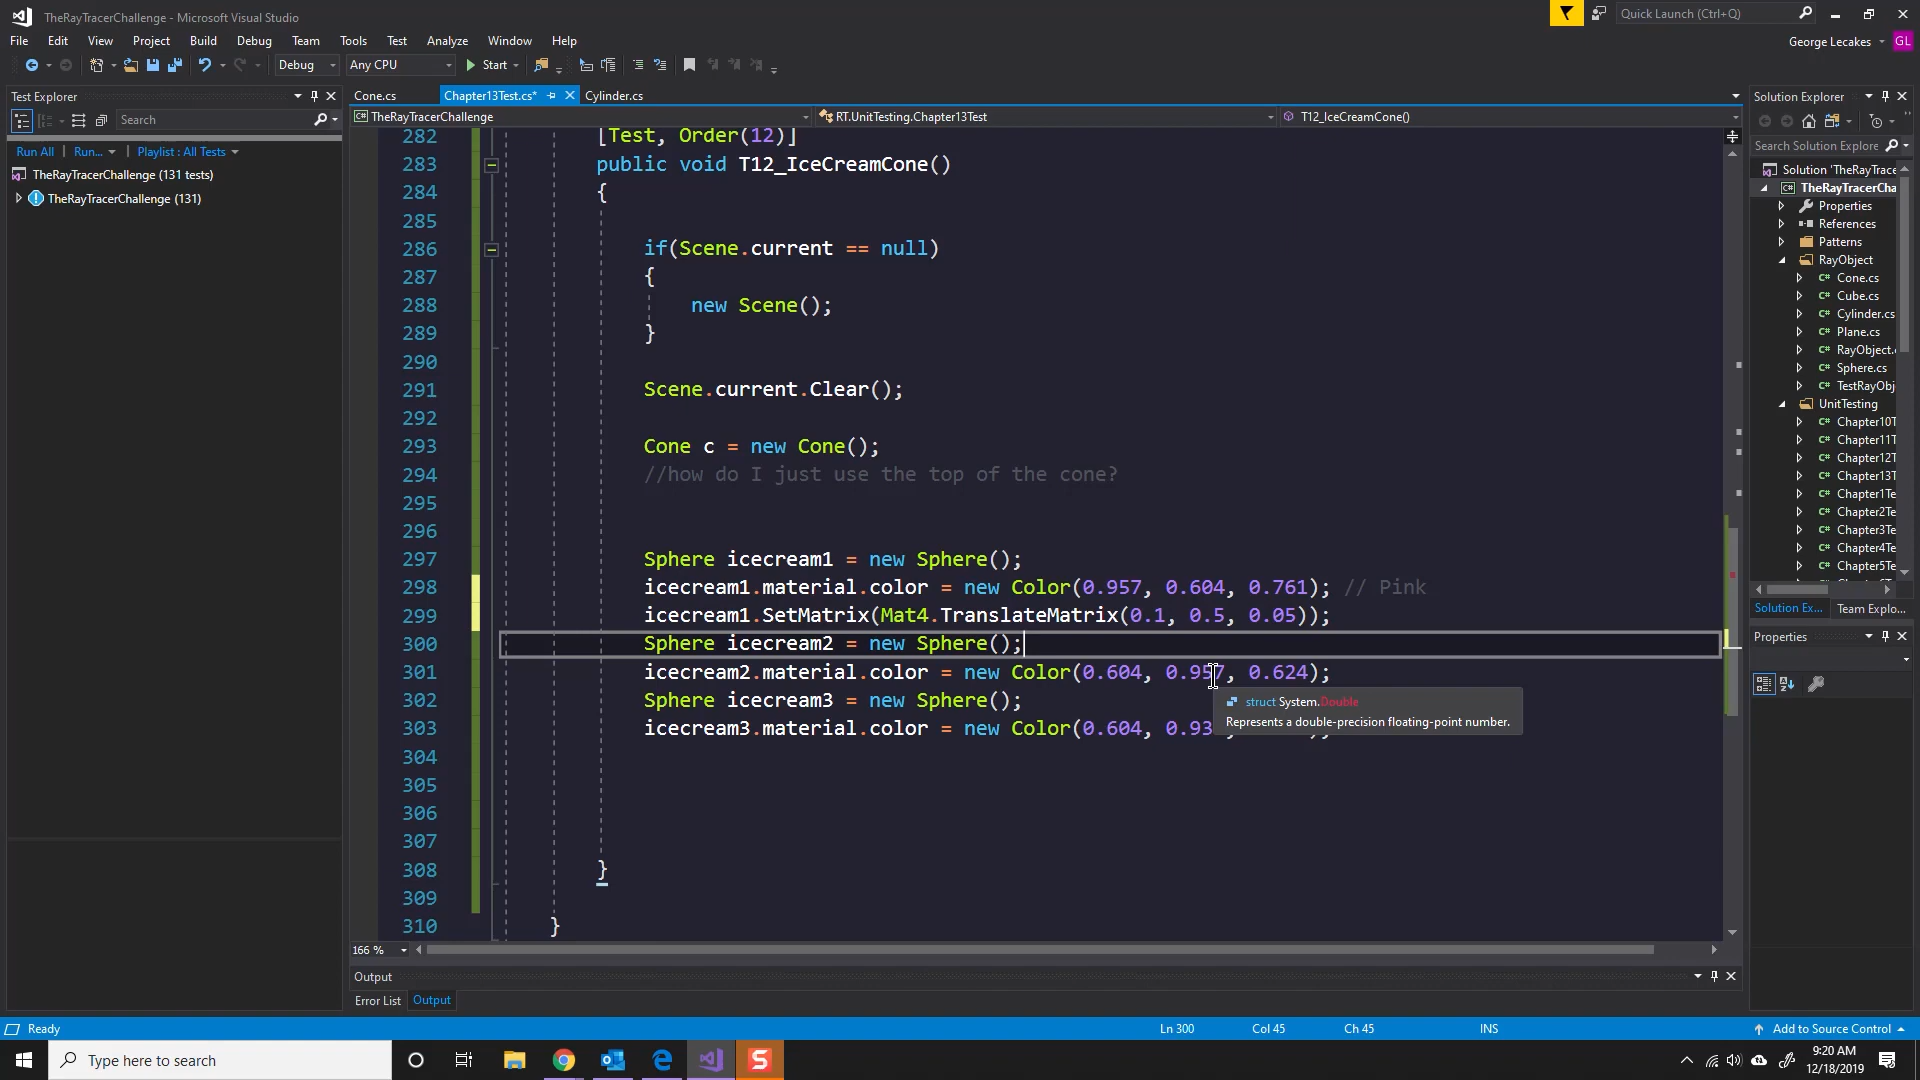 TheRayTracerChallenge - Microsoft Visual Studio
Quick Launch (Ctrl+Q)
File Edit View Project Build Debug Team Tools Test Analyze Window Help
George Lecakes GL
Debug Any CPU Start
Test Explorer
Search
Run All | Run... | Playlist : All Tests
TheRayTracerChallenge (131 tests)
TheRayTracerChallenge (131)
Cone.cs Chapter13Test.cs* Cylinder.cs
TheRayTracerChallenge RT.UnitTesting.Chapter13Test T12_IceCreamCone()
282 [Test, Order(12)]
283 public void T12_IceCreamCone()
284 {
285
286 if(Scene.current == null)
287 {
288 new Scene();
289 }
290
291 Scene.current.Clear();
292
293 Cone c = new Cone();
294 //how do I just use the top of the cone?
295
296
297 Sphere icecream1 = new Sphere();
298 icecream1.material.color = new Color(0.957, 0.604, 0.761); // Pink
299 icecream1.SetMatrix(Mat4.TranslateMatrix(0.1, 0.5, 0.05));
300 Sphere icecream2 = new Sphere();
301 icecream2.material.color = new Color(0.604, 0.957, 0.624);
302 Sphere icecream3 = new Sphere();
303 icecream3.material.color = new Color(0.604, 0.93
304
305
306
307
308 }
309
310 }
struct System.Double
Represents a double-precision floating-point number.
166 %
Output
Error List Output
Solution Explorer
Search Solution Explore
Solution 'TheRayTrace
TheRayTracerCha
Properties
References
Patterns
RayObject
Cone.cs
Cube.cs
Cylinder.cs
Plane.cs
RayObject.
Sphere.cs
TestRayObj
UnitTesting
Chapter10T
Chapter11T
Chapter12T
Chapter13T
Chapter1Te
Chapter2Te
Chapter3Te
Chapter4Te
Chapter5Te
Solution Ex... Team Explo...
Properties
Ready Ln 300 Col 45 Ch 45 INS Add to Source Control
Type here to search
9:20 AM
12/18/2019